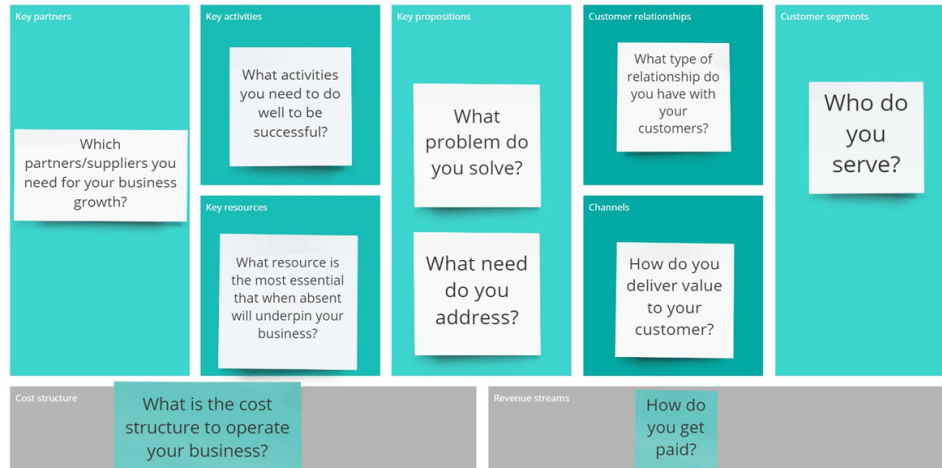 Key partners
Which
partners/suppliers you
need for your business
growth?
Key activities
What activities
you need to do
well to be
successful?
Key resources
What resource is
the most essential
that when absent
will underpin your
business?
Key propositions
What
problem do
you solve?
What need
do you
address?
Customer relationships
What type of
relationship do
you have with
your
customers?
Channels
How do you
deliver value
to your
customer?
Customer segments
Who do
you
serve?
Cost structure
What is the cost
structure to operate
your business?
Revenue streams
How do
you get
paid?